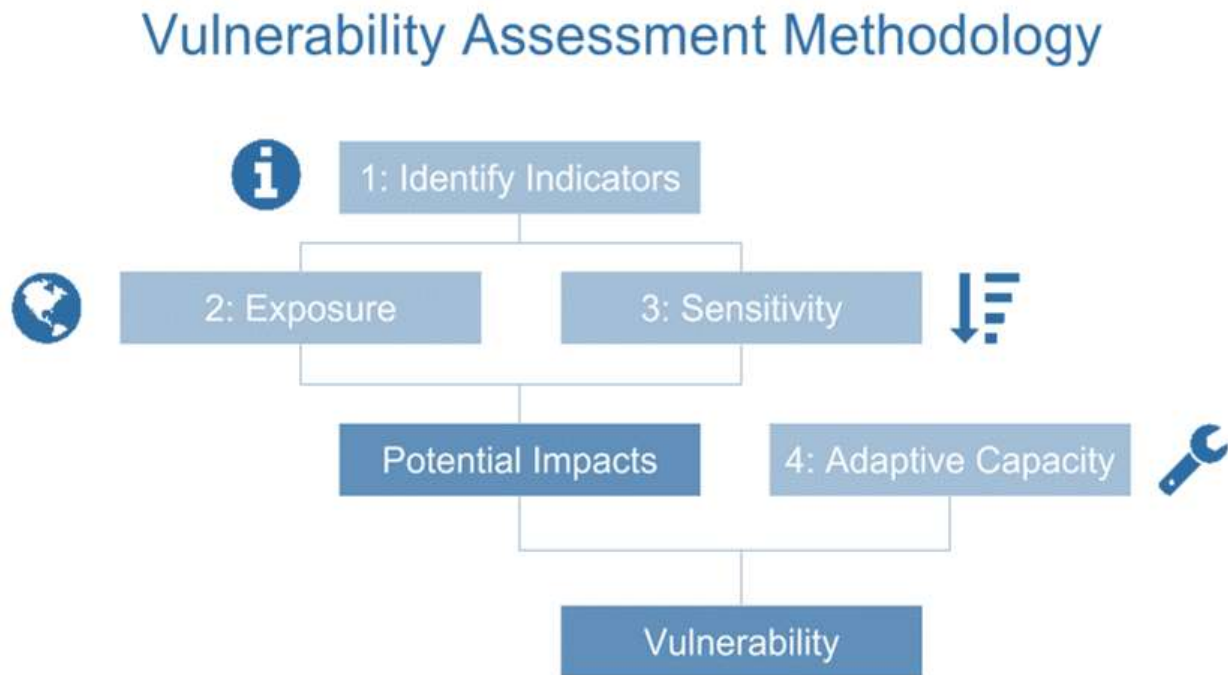 Vulnerability Assessment Methodology
1: Identify Indicators
2: Exposure
3: Sensitivity
Potential Impacts
4: Adaptive Capacity
Vulnerability